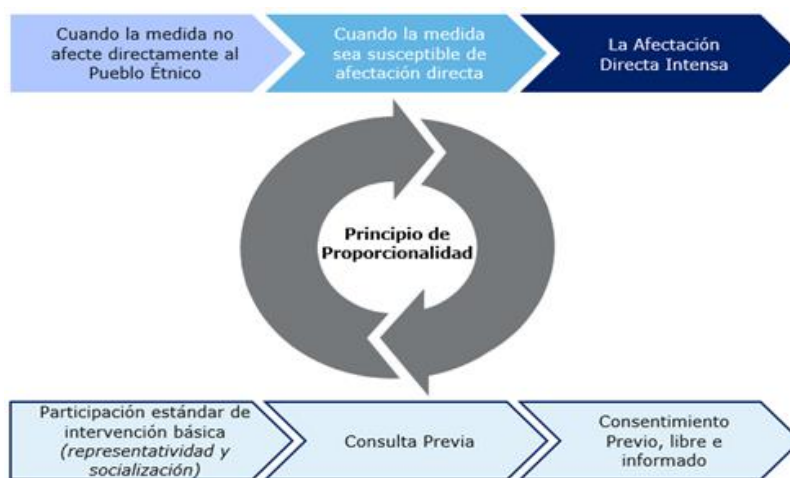 Cuando la medida no
afecte directamente al
Pueblo Étnico
Cuando la medida
sea susceptible de
afectación directa
La Afectación
Directa Intensa
Principio de
Proporcionalidad
Participación estándar de
intervención básica
(representatividad y
socialización)
Consulta Previa
Consentimiento
Previo, libre e
informado